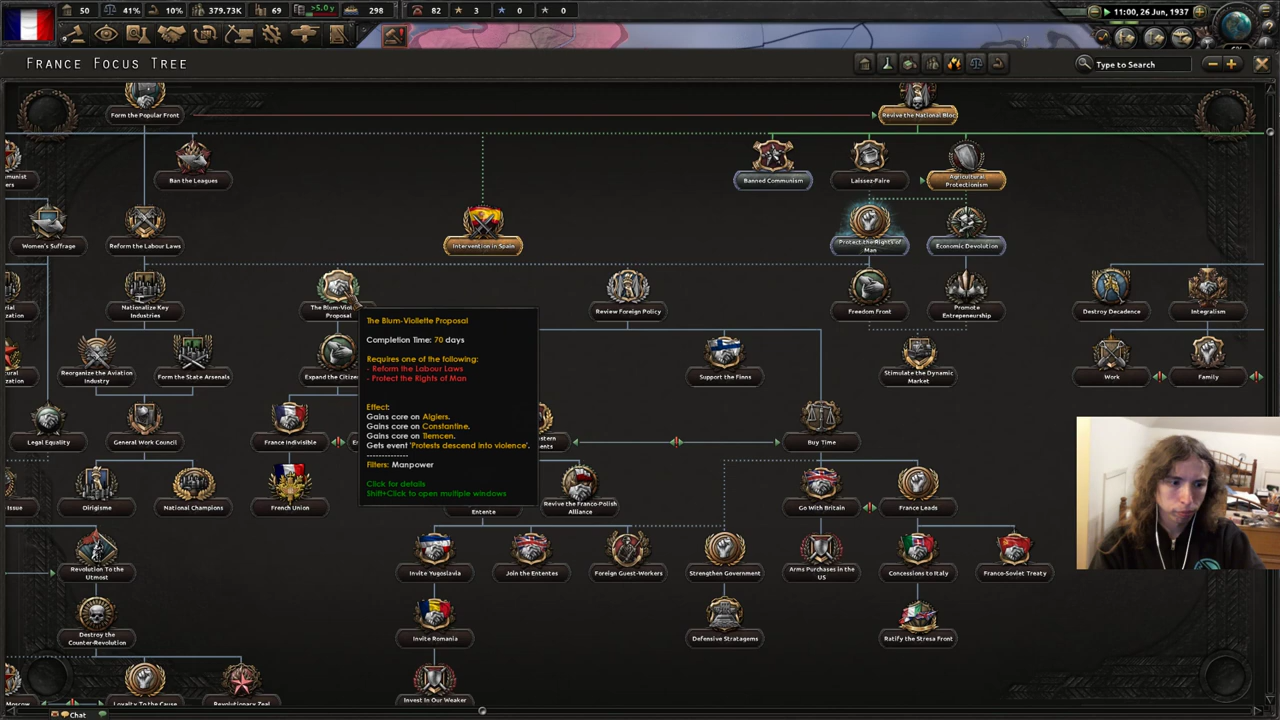 50 41% 10% 379.73K 69 >5.0 y 298 82 3 0 0 11:00, 26 Jun, 1937
FRANCE FOCUS TREE
Type to Search
Form the Popular Front
Revive the National Bloc
Ban the Leagues
Banned Communism
Laissez-Faire
Agricultural
Protectionism
Women's Suffrage
Reform the Labour Laws
Intervention in Spain
Protect the Rights of
Man
Economic Devolution
Nationalize Key
Industries
Proposal
Review Foreign Policy
Freedom Front
Promote
Entrepeneurship
Destroy Decadence
Integralism
The Blum-Viollette Proposal
Completion Time: 70 days
Requires one of the following:
- Reform the Labour Laws
- Protect the Rights of Man
Effect:
Gains core on Algiers.
Gains core on Constantine.
Gains core on Tlemcen.
Gets event 'Protests descend into violence'.
--------------
Filters: Manpower
Click for details
Shift+Click to open multiple windows
Reorganize the Aviation
Industry
Form the State Arsenals
Support the Finns
Stimulate the Dynamic
Market
Work
Family
Legal Equality
General Work Council
France Indivisible
Buy Time
Dirigisme
National Champions
French Union
Entente
Revive the Franco-Polish
Alliance
Go With Britain
France Leads
Revolution To the
Utmost
Invite Yugoslavia
Join the Ententes
Foreign Guest-Workers
Strengthen Government
Arms Purchases in the
US
Concessions to Italy
Franco-Soviet Treaty
Destroy the
Counter-Revolution
Invite Romania
Defensive Stratagems
Ratify the Stresa Front
Loyalty To the Cause
Revolutionary Zeal
Invest In Our Weaker
Chat